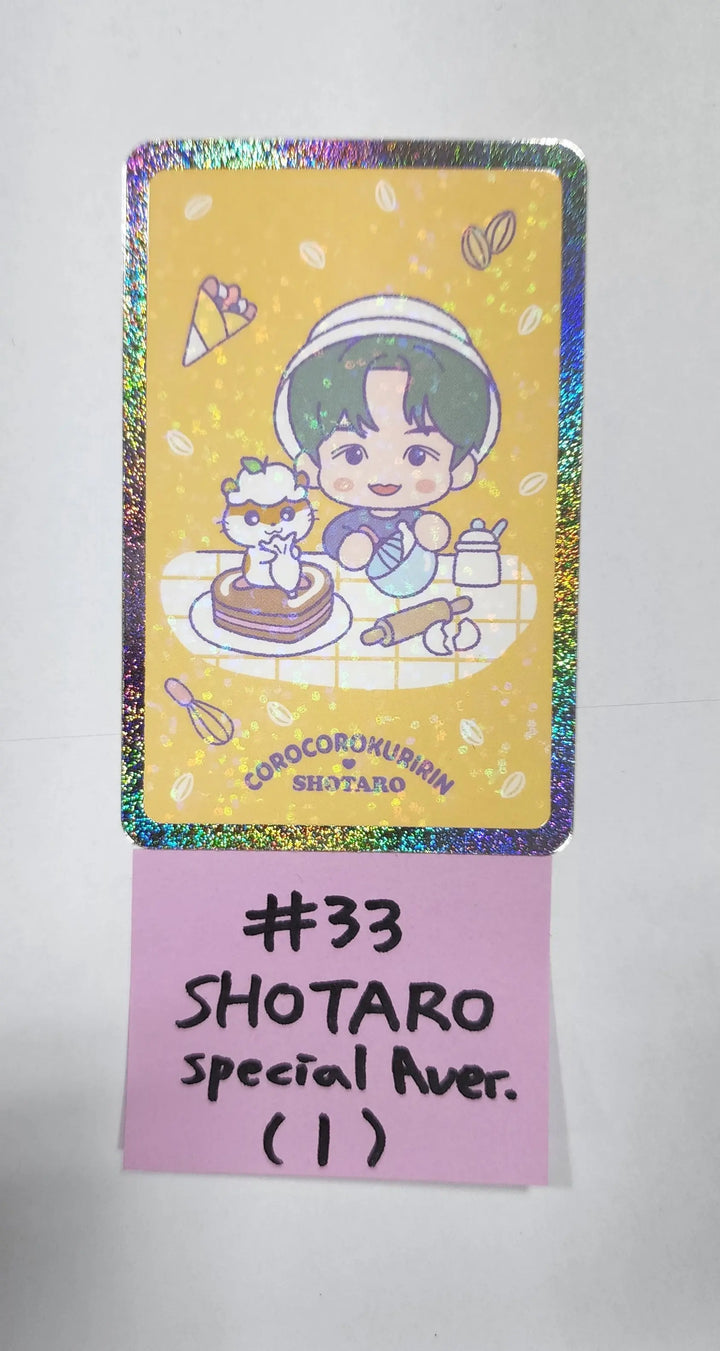 COROCOROKURIRIN
SHOTARO
#33
SHOTARO
special Aver.
(1)